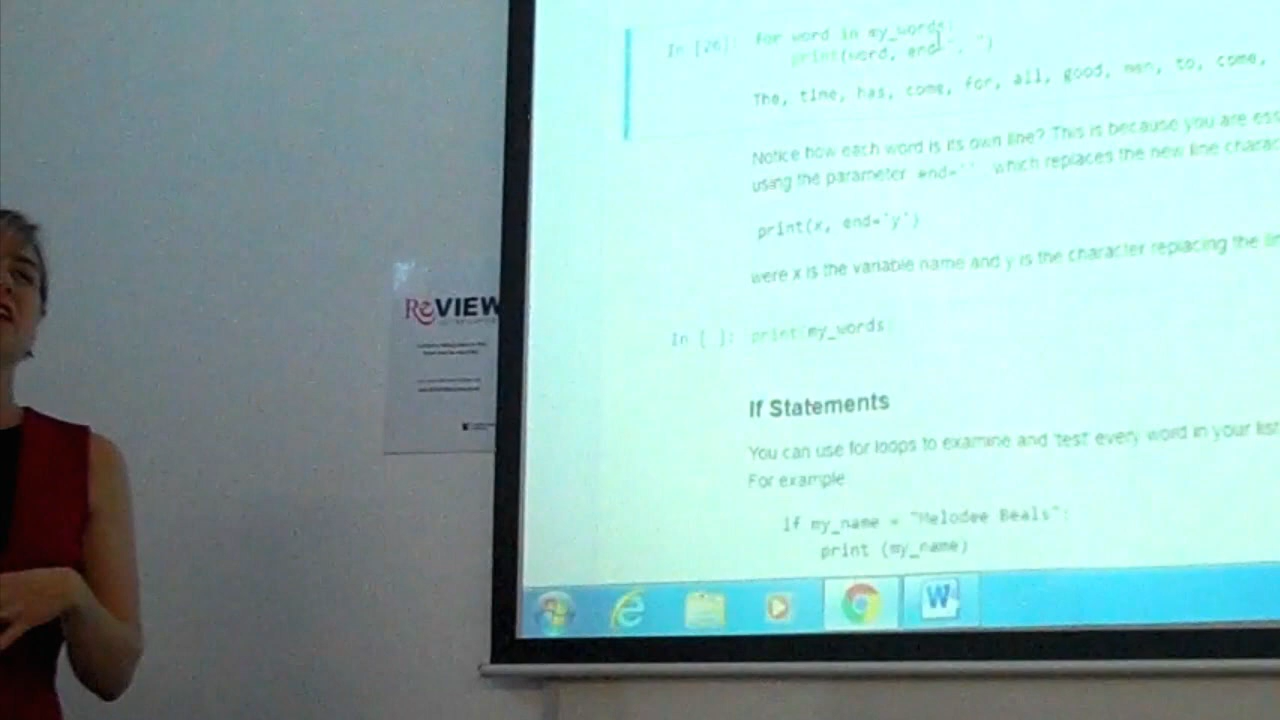 In [26]: for word in my_words:
print(word, end=", ")
The, time, has, come, for, all, good, men, to, come,
Notice how each word is its own line? This is because you are ess
using the parameter end='' which replaces the new line charac
print(x, end='y')
were x is the variable name and y is the character replacing the lin
In [ ]: print my_words
If Statements
You can use for loops to examine and 'test' every word in your list
For example
if my_name = "Melodee Beals":
print (my_name)
W
ReVIEW